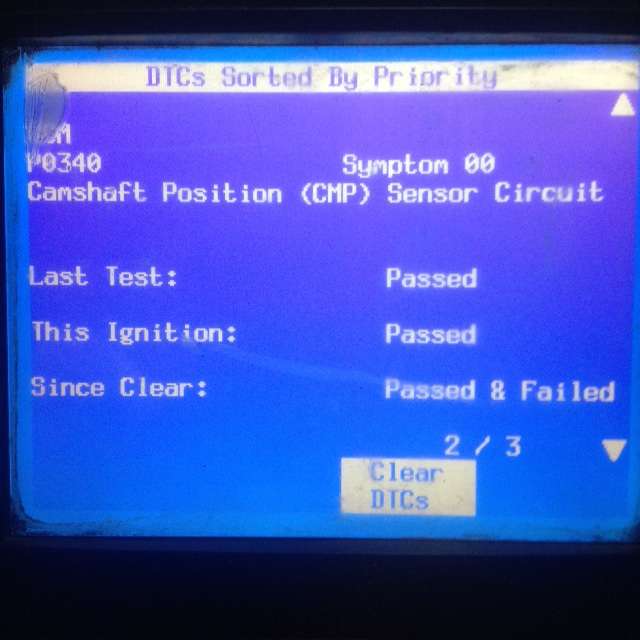 DTCs Sorted By Priority
P0340 Symptom 00
Camshaft Position (CMP) Sensor Circuit
Last Test: Passed
This Ignition: Passed
Since Clear: Passed & Failed
2 / 3
Clear
DTCs